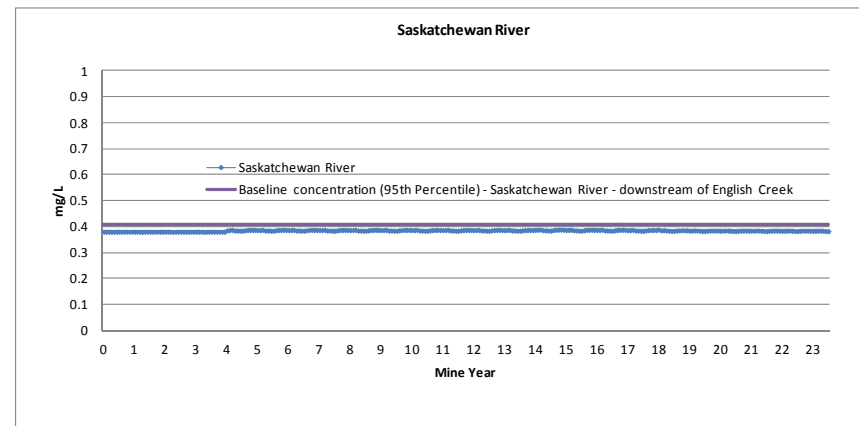 Saskatchewan River
1
0.9
0.8
0.7
0.6
Saskatchewan River
Baseline concentration (95th Percentile) - Saskatchewan River - downstream of English Creek
0.5
0.4
0.3
0.2
0.1
0
mg/L
0 1 2 3 4 5 6 7 8 9 10 11 12 13 14 15 16 17 18 19 20 21 22 23
Mine Year